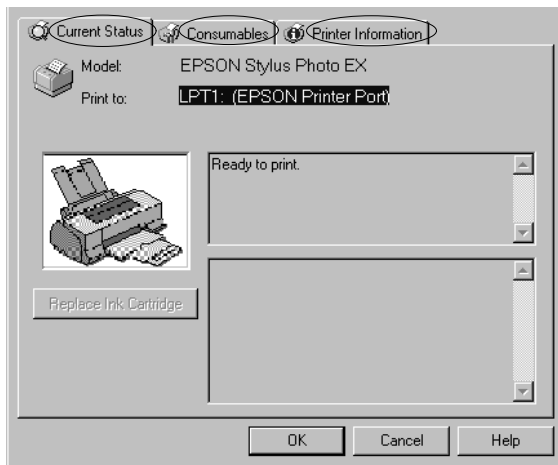 Current Status Consumables Printer Information
Model: EPSON Stylus Photo EX
Print to: LPT1: (EPSON Printer Port)
Ready to print.
Replace Ink Cartridge
OK Cancel Help